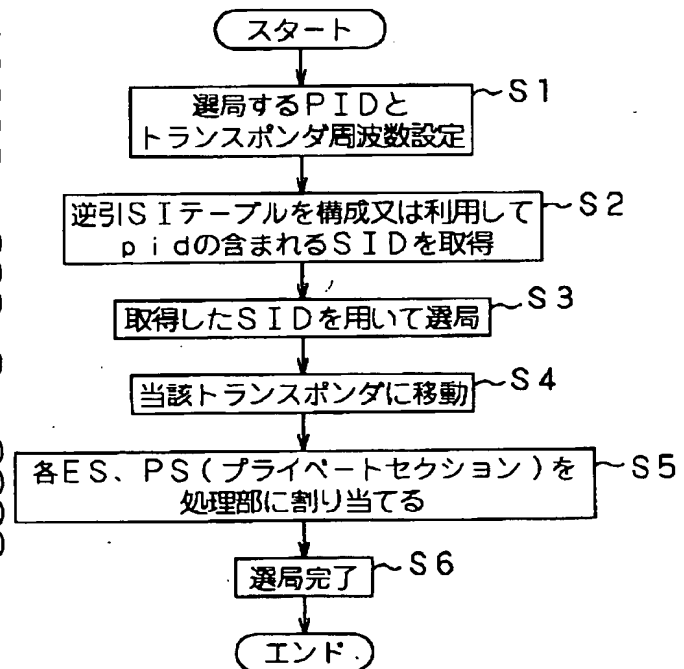 スタート
選局するPIDと
トランスポンダ周波数設定
S1
逆引SIテーブルを構成又は利用して
pidの含まれるSIDを取得
S2
取得したSIDを用いて選局
S3
当該トランスポンダに移動
S4
各ES、PS(プライベートセクション)を
処理部に割り当てる
S5
選局完了
S6
エンド